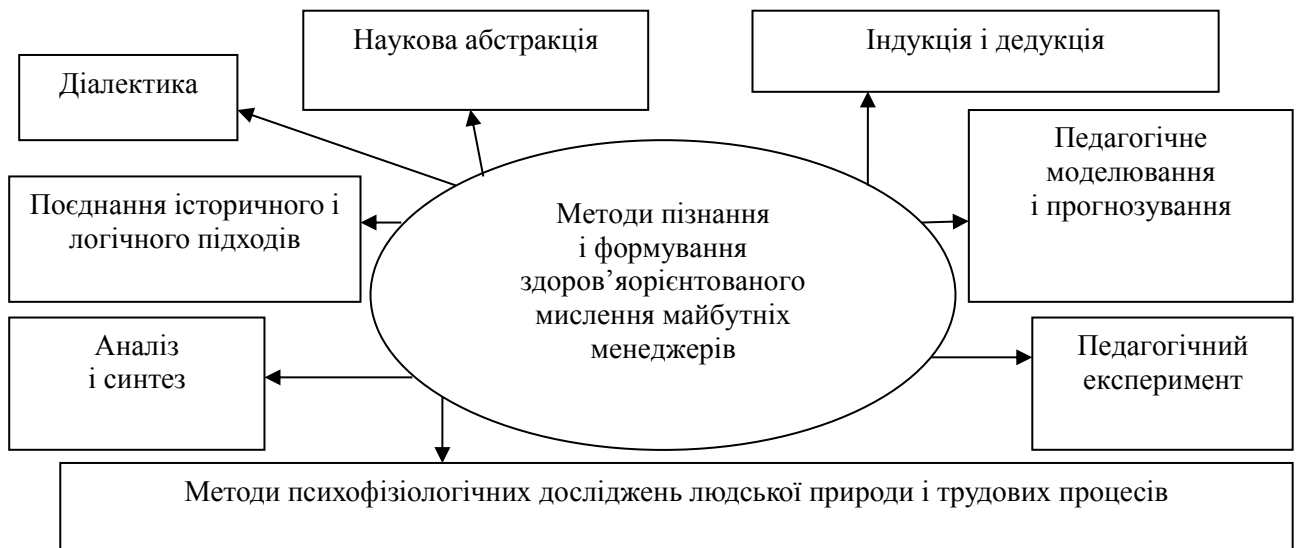 Наукова абстракція
Індукція і дедукція
Діалектика
Педагогічне
моделювання
і прогнозування
Поєднання історичного і
логічного підходів
Методи пізнання
і формування
здоров’яорієнтованого
мислення майбутніх
менеджерів
Аналіз
і синтез
Педагогічний
експеримент
Методи психофізіологічних досліджень людської природи і трудових процесів